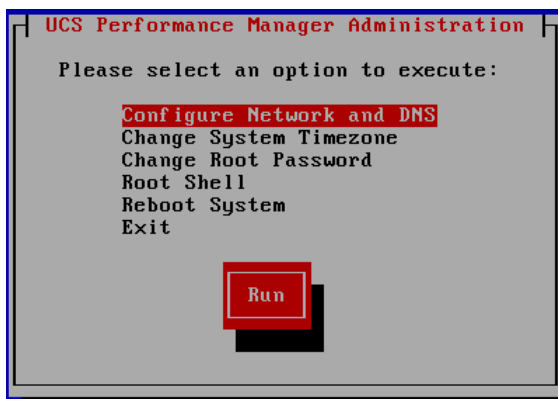 UCS Performance Manager Administration
Please select an option to execute:
Configure Network and DNS
Change System Timezone
Change Root Password
Root Shell
Reboot System
Exit
Run